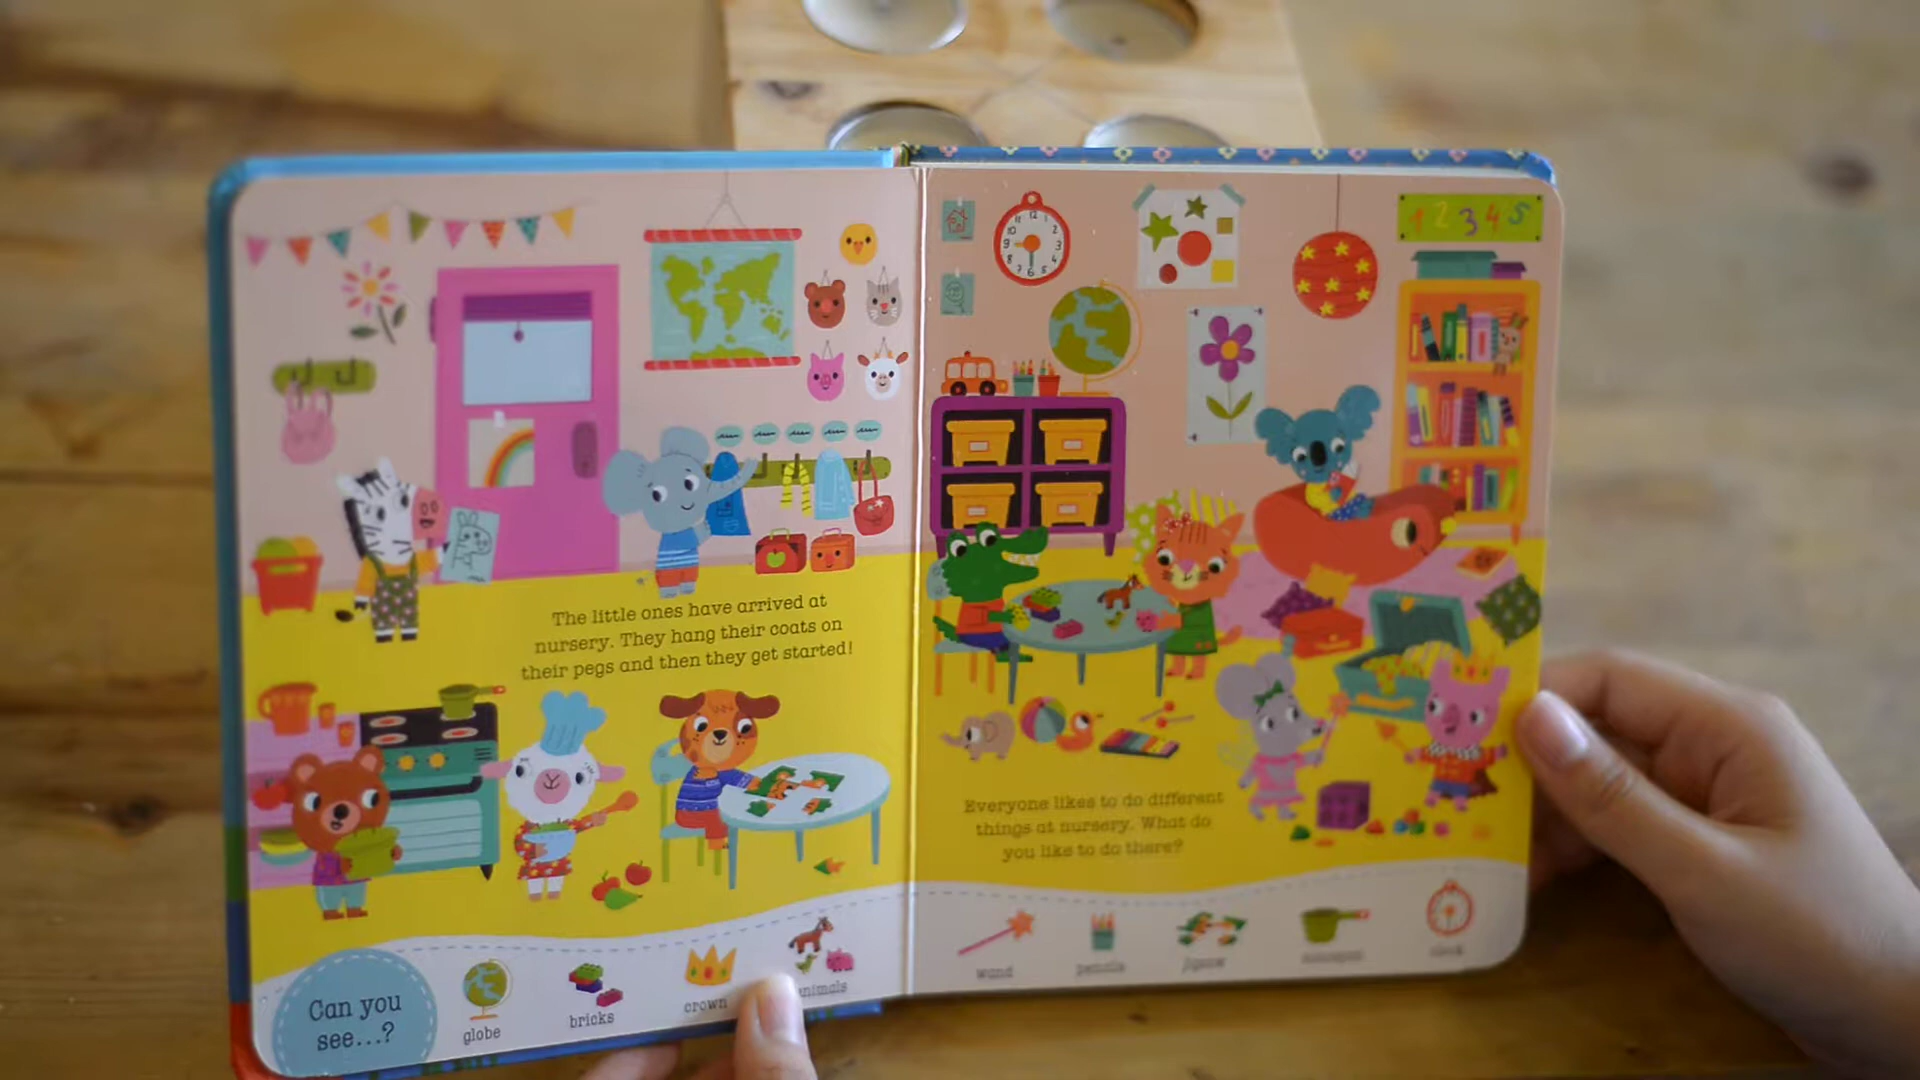 1 2 3 4 5
The little ones have arrived at
nursery. They hang their coats on
their pegs and then they get started!
Everyone likes to do different
things at nursery. What do
you like to do there?
Can you
see...?
globe
bricks
crown
animals
wand
pencils
jigsaw
saucepan
clock